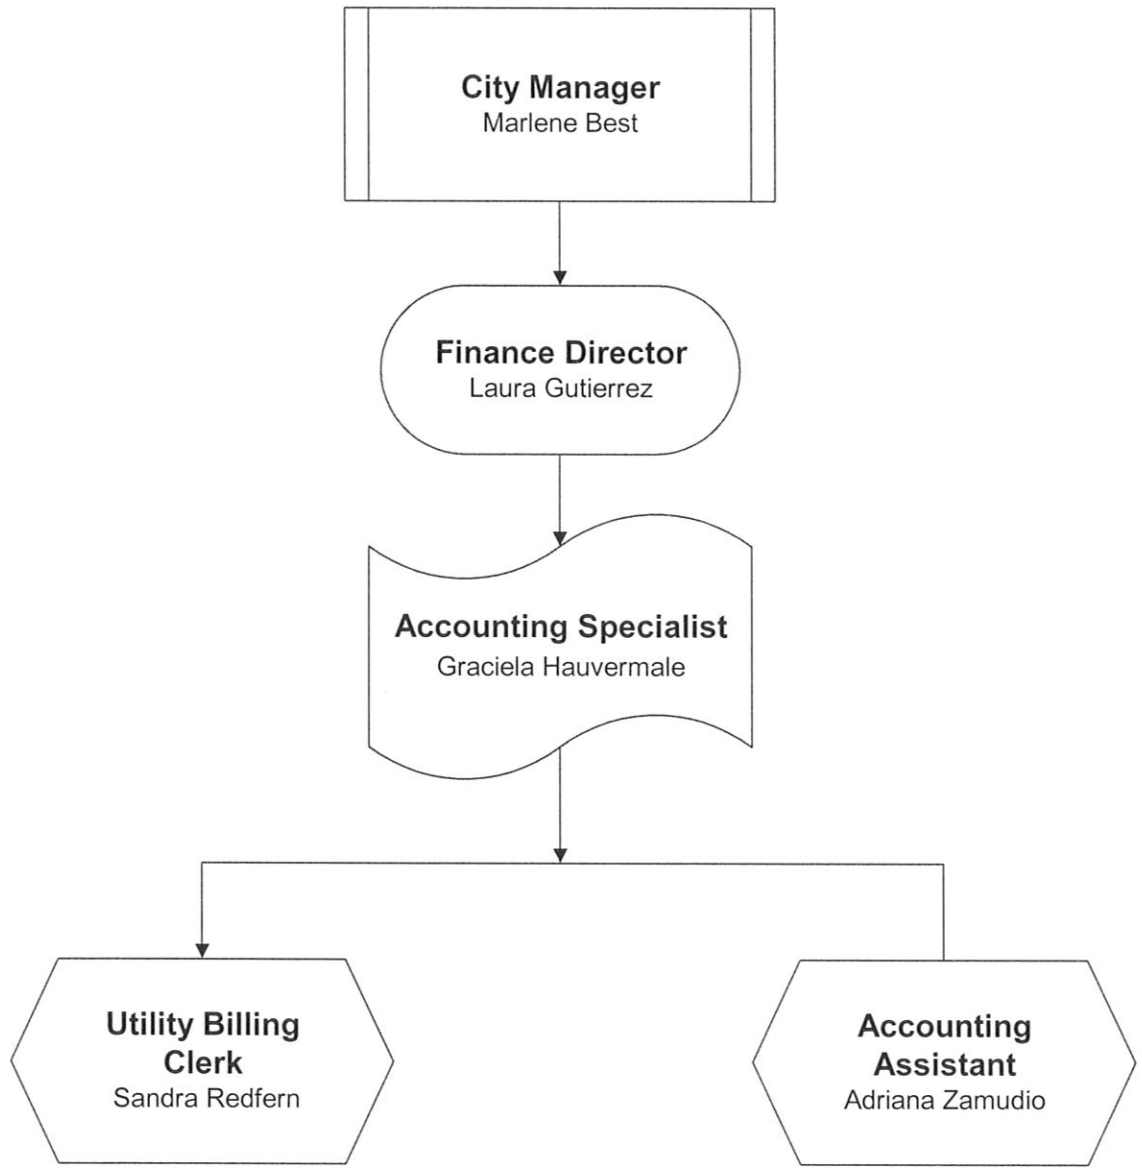 City Manager
Marlene Best
Finance Director
Laura Gutierrez
Accounting Specialist
Graciela Hauvermale
Utility Billing
Clerk
Sandra Redfern
Accounting
Assistant
Adriana Zamudio